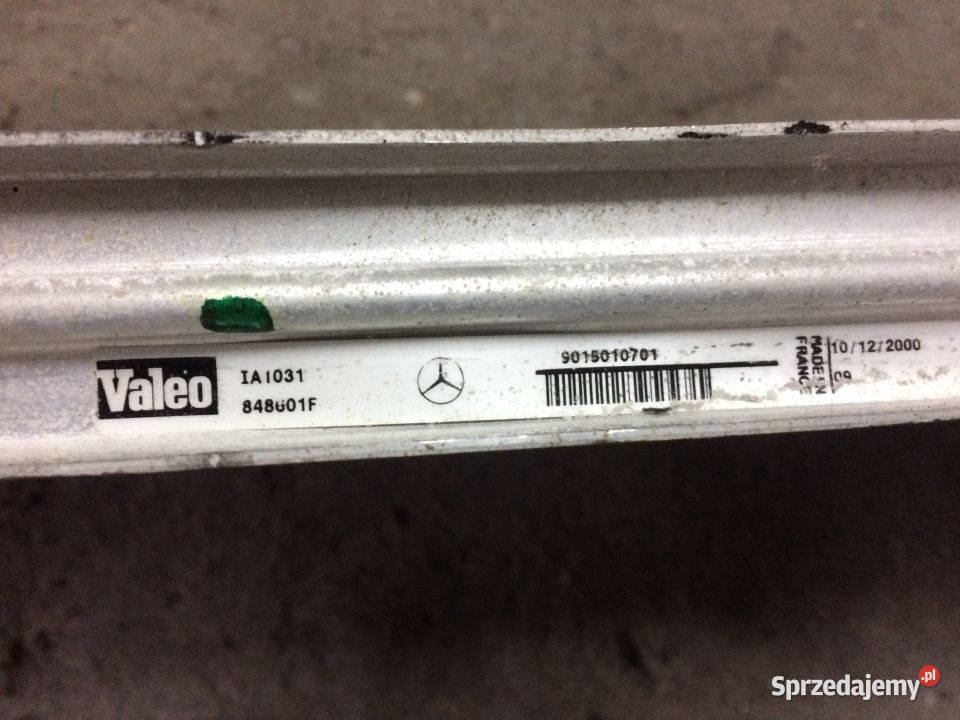 Valeo
IA1031
848601F
9015010701
MADE IN
FRANCE
10/12/2000
09
Sprzedajemy.pl